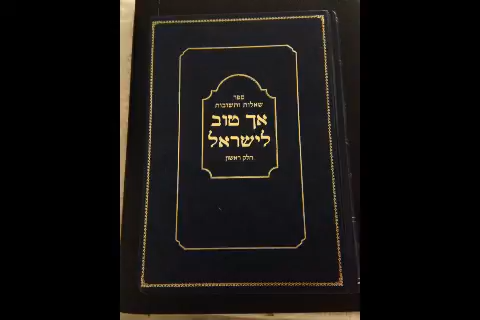 ספר
שאלות ותשובות
אך טוב
לישראל
חלק ראשון